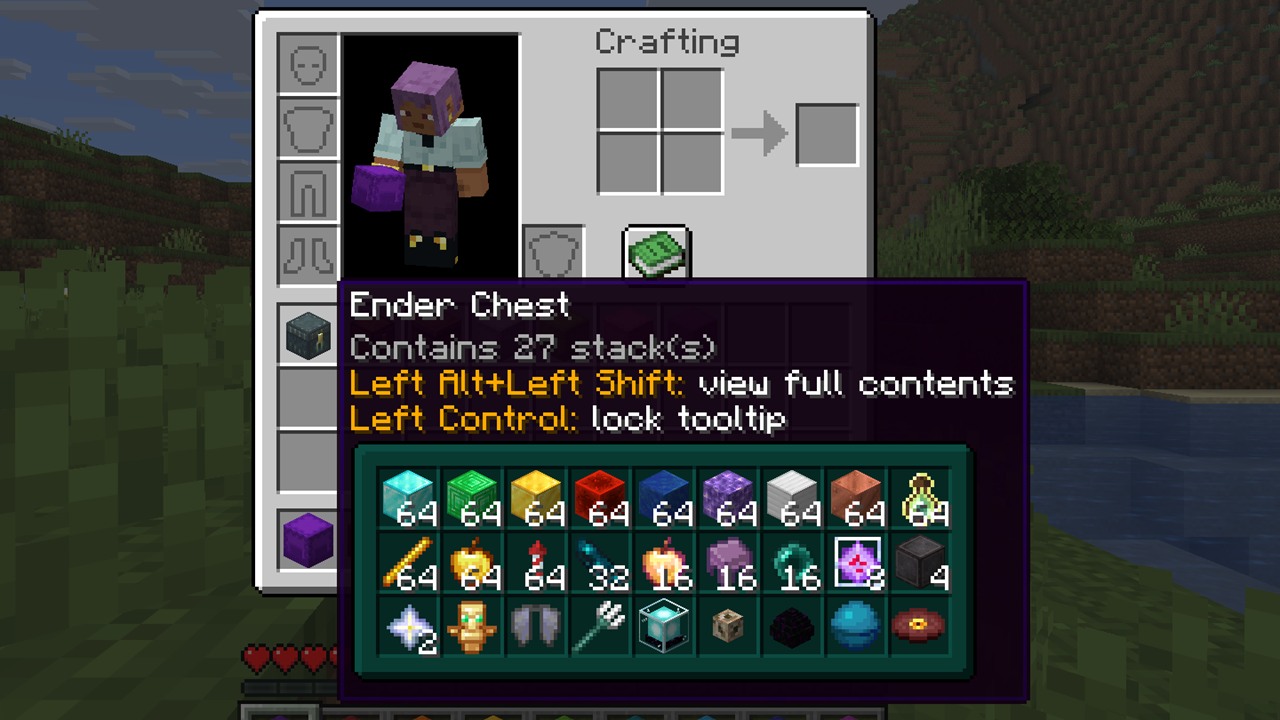 Crafting
Ender Chest
Contains 27 stack(s)
Left Alt+Left Shift: view full contents
Left Control: lock tooltip
64 64 64 64 64 64 64 64 64
64 64 64 32 16 16 16 3 4
2